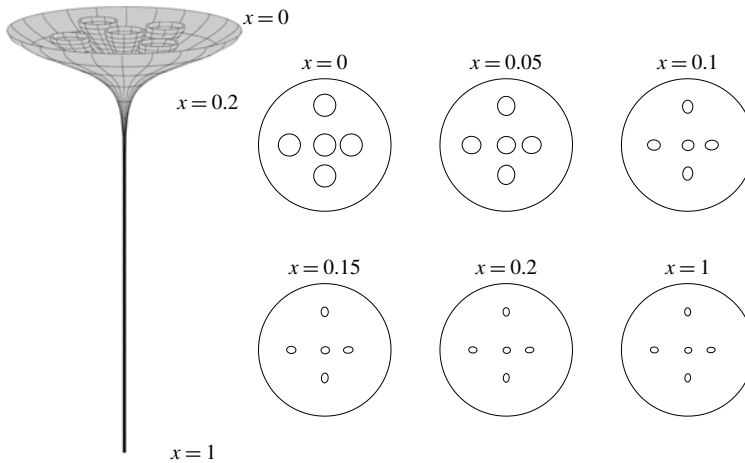 x = 0
x = 0.2
x = 1
x = 0
x = 0.05
x = 0.1
x = 0.15
x = 0.2
x = 1